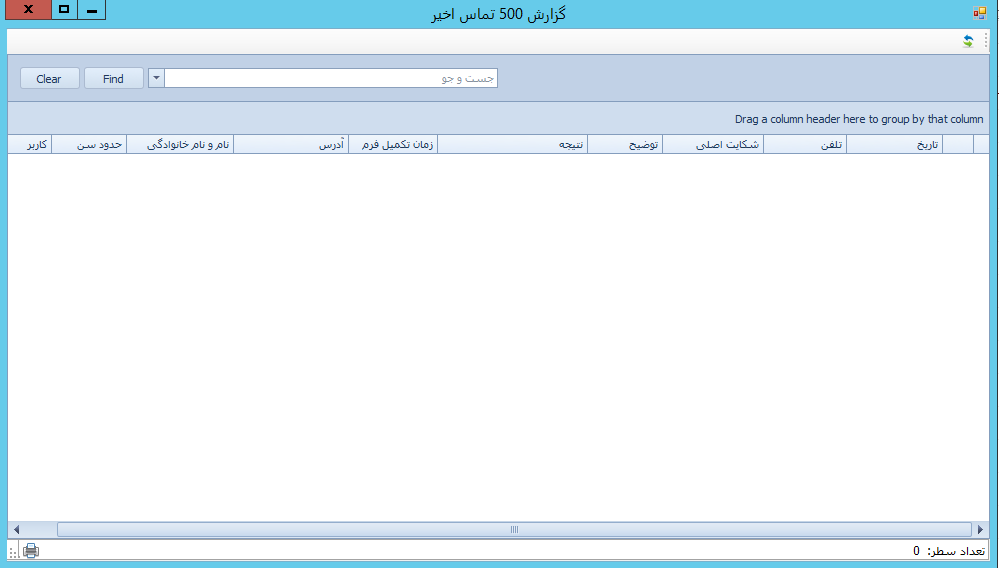 گزارش 500 تماس اخیر
جست و جو Find Clear
Drag a column header here to group by that column
تاریخ تلفن شکایت اصلی توضیح نتیجه زمان تکمیل فرم آدرس نام و نام خانوادگی حدود سن کاربر
تعداد سطر: 0